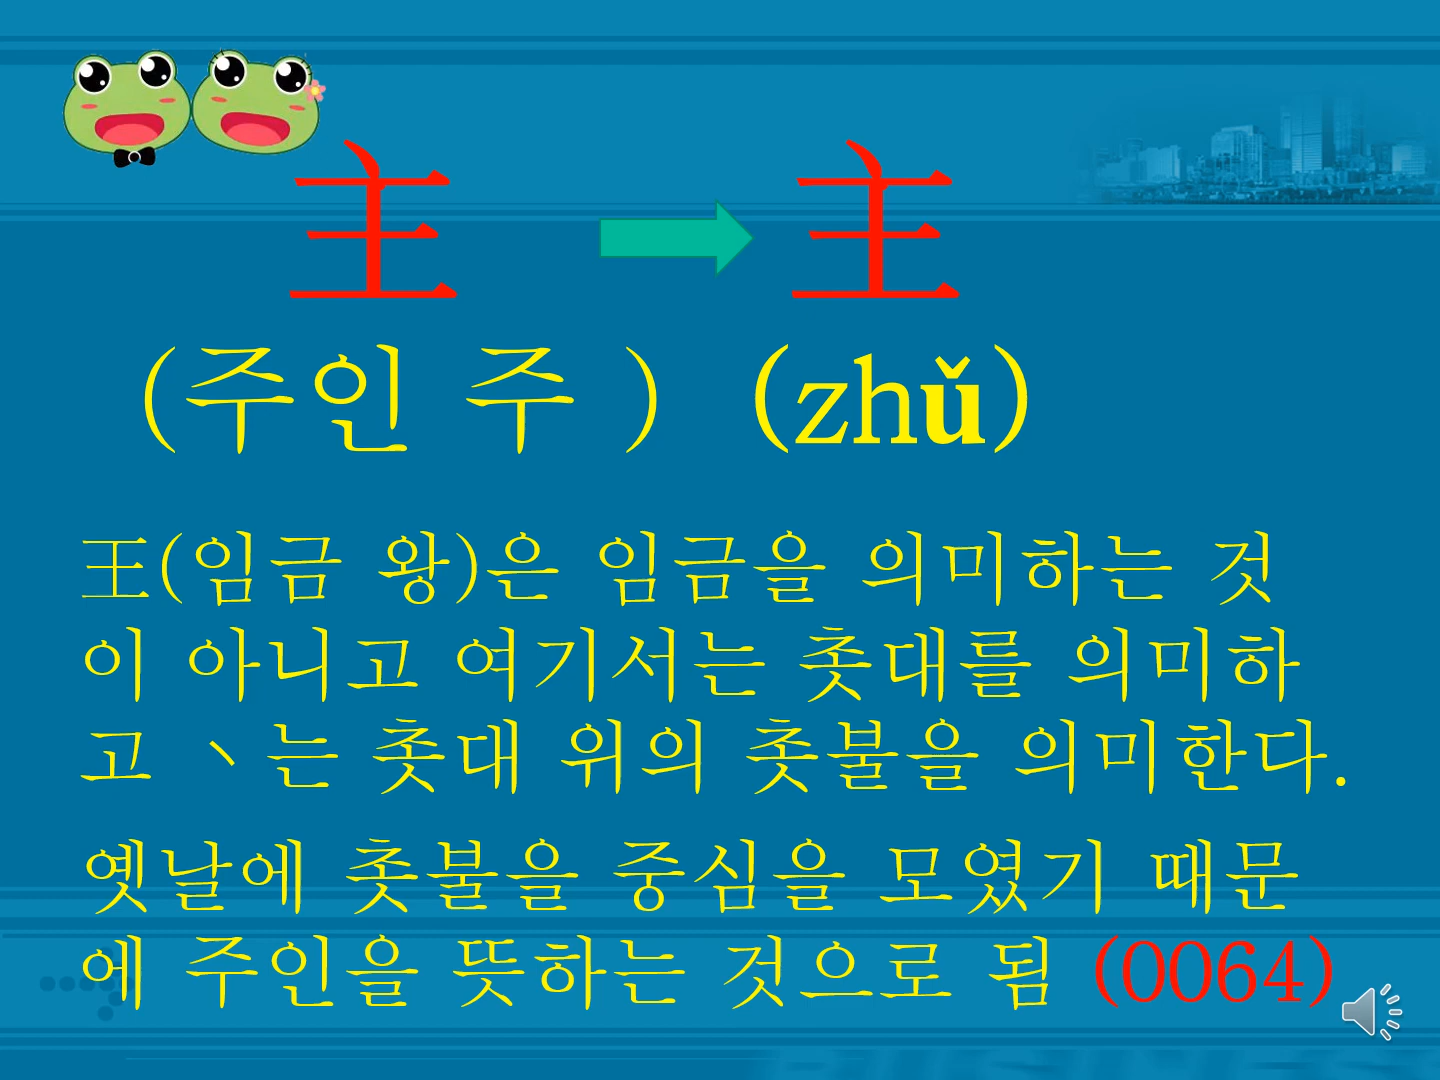 主 主
(주인 주 ) (zhǔ)
王(임금 왕)은 임금을 의미하는 것
이 아니고 여기서는 촛대를 의미하
고 丶는 촛대 위의 촛불을 의미한다.
옛날에 촛불을 중심을 모였기 때문
에 주인을 뜻하는 것으로 됨 (0064)